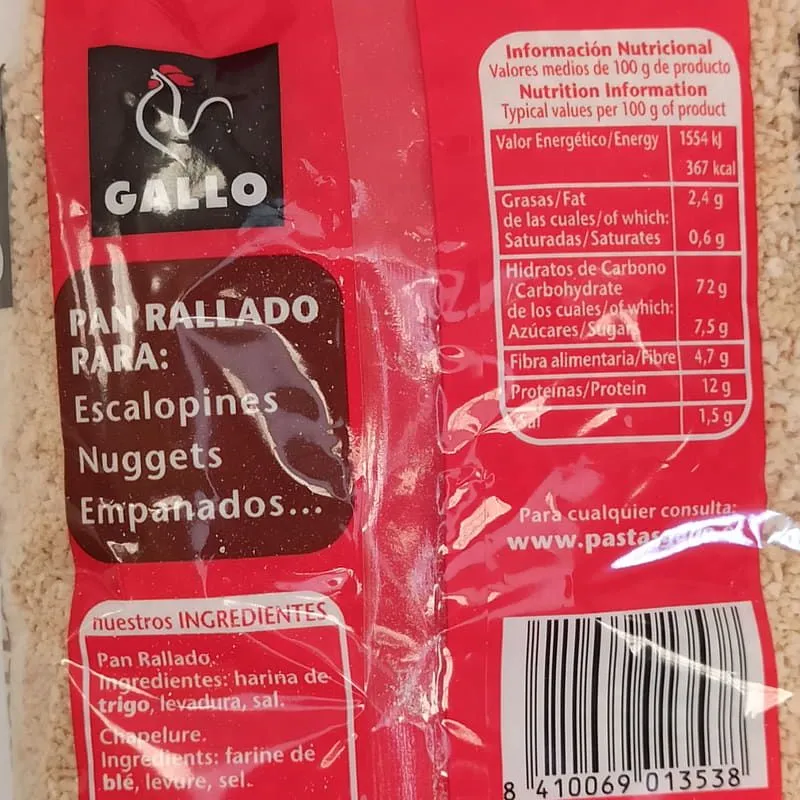 GALLO
PAN RALLADO
PARA:
Escalopines
Nuggets
Empanados...
nuestros INGREDIENTES
Pan Rallado.
Ingredientes: harina de
trigo, levadura, sal.
Chapelure.
Ingredients: farine de
blé, levure, sel.
Información Nutricional
Valores medios de 100 g de producto
Nutrition Information
Typical values per 100 g of product
Valor Energético/Energy 1554 kJ
367 kcal
Grasas/Fat 2,4 g
de las cuales/of which:
Saturadas/Saturates 0,6 g
Hidratos de Carbono
/Carbohydrate 72 g
de los cuales/of which:
Azúcares/Sugars 7,5 g
Fibra alimentaria/Fibre 4,7 g
Proteínas/Protein 12 g
Sal 1,5 g
Para cualquier consulta:
8 410069 013538